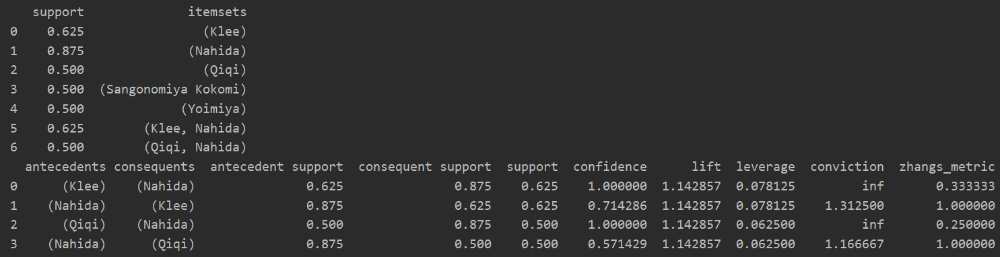 support itemsets
0 0.625 (Klee)
1 0.875 (Nahida)
2 0.500 (Qiqi)
3 0.500 (Sangonomiya Kokomi)
4 0.500 (Yoimiya)
5 0.625 (Klee, Nahida)
6 0.500 (Qiqi, Nahida)
antecedents consequents antecedent support consequent support support confidence lift leverage conviction zhangs_metric
0 (Klee) (Nahida) 0.625 0.875 0.625 1.000000 1.142857 0.078125 inf 0.333333
1 (Nahida) (Klee) 0.875 0.625 0.625 0.714286 1.142857 0.078125 1.312500 1.000000
2 (Qiqi) (Nahida) 0.500 0.875 0.500 1.000000 1.142857 0.062500 inf 0.250000
3 (Nahida) (Qiqi) 0.875 0.500 0.500 0.571429 1.142857 0.062500 1.166667 1.000000